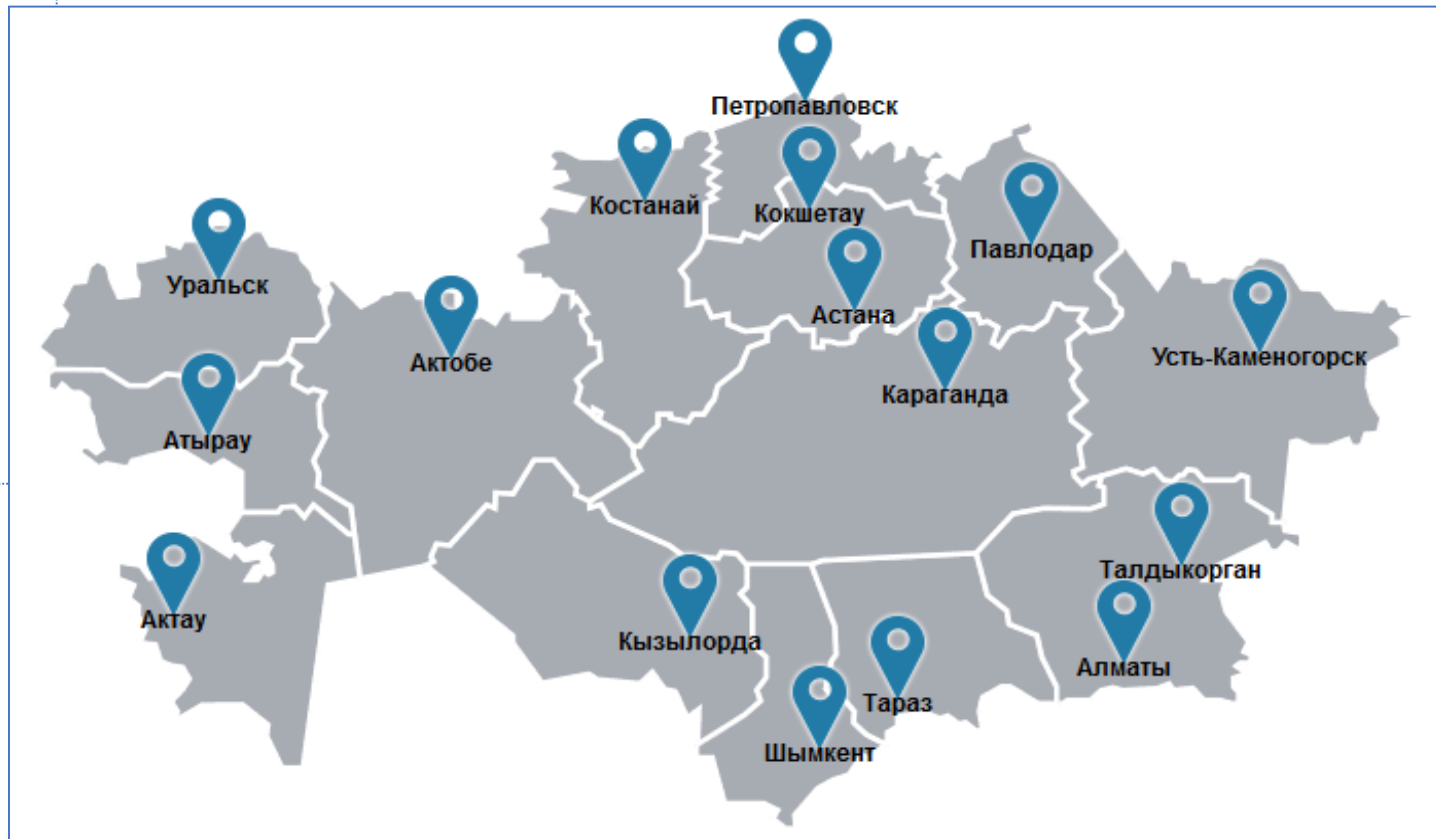 Петропавловск
Костанай
Кокшетау
Павлодар
Уральск
Астана
Актобе
Усть-Каменогорск
Караганда
Атырау
Талдыкорган
Актау
Кызылорда
Алматы
Тараз
Шымкент